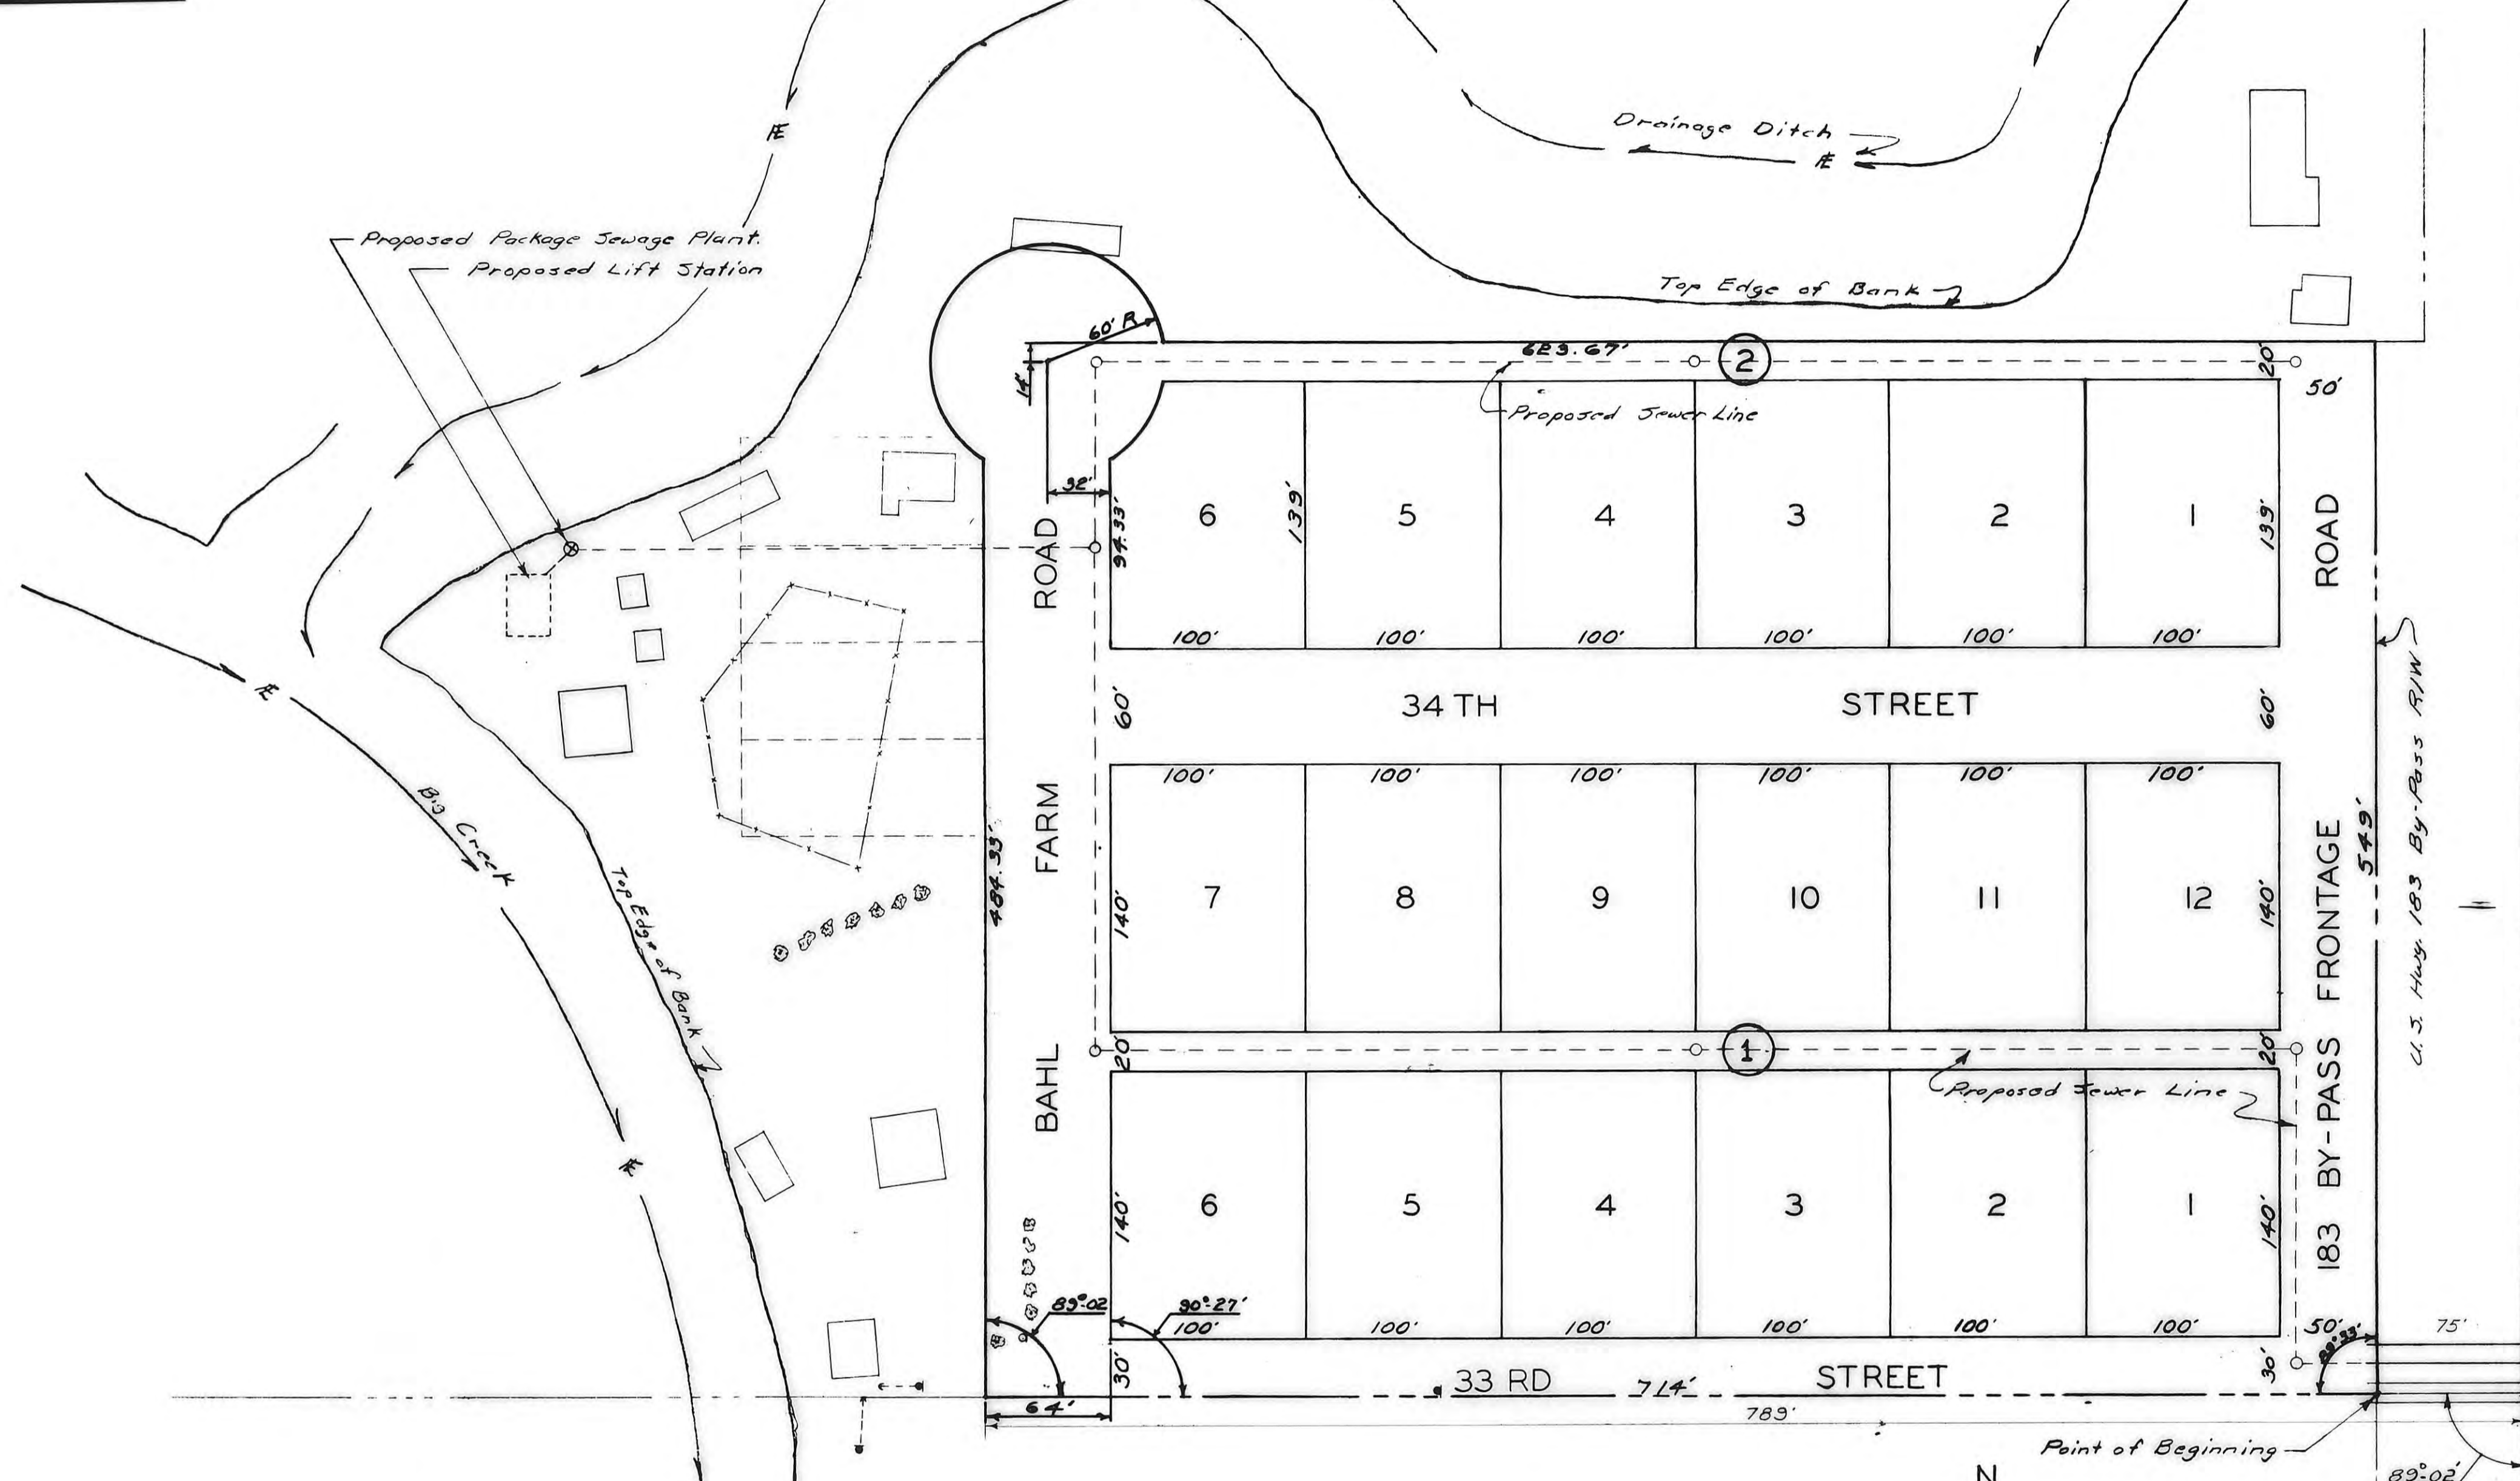 Drainage Ditch
Æ
Æ
Proposed Package Sewage Plant.
Proposed Lift Station
Top Edge of Bank
60' R
14'
32'
623.67'
2
20'
50'
Proposed Sewer Line
94.33'
139'
139'
6 5 4 3 2 1
100' 100' 100' 100' 100' 100'
BAHL FARM ROAD
484.33'
60'
34 TH STREET
60'
183 BY-PASS FRONTAGE ROAD
549'
U.S. Hwy. 183 By-Pass R/W
Æ
Big Creek
Top Edge of Bank
Æ
100' 100' 100' 100' 100' 100'
140'
7 8 9 10 11 12
140'
20'
1
20'
Proposed Sewer Line
140'
6 5 4 3 2 1
140'
89°-02
90°-27'
100' 100' 100' 100' 100' 100'
50'
89°-33'
75'
30'
33 RD STREET
714'
30'
64'
789'
Point of Beginning
N
89°-02'